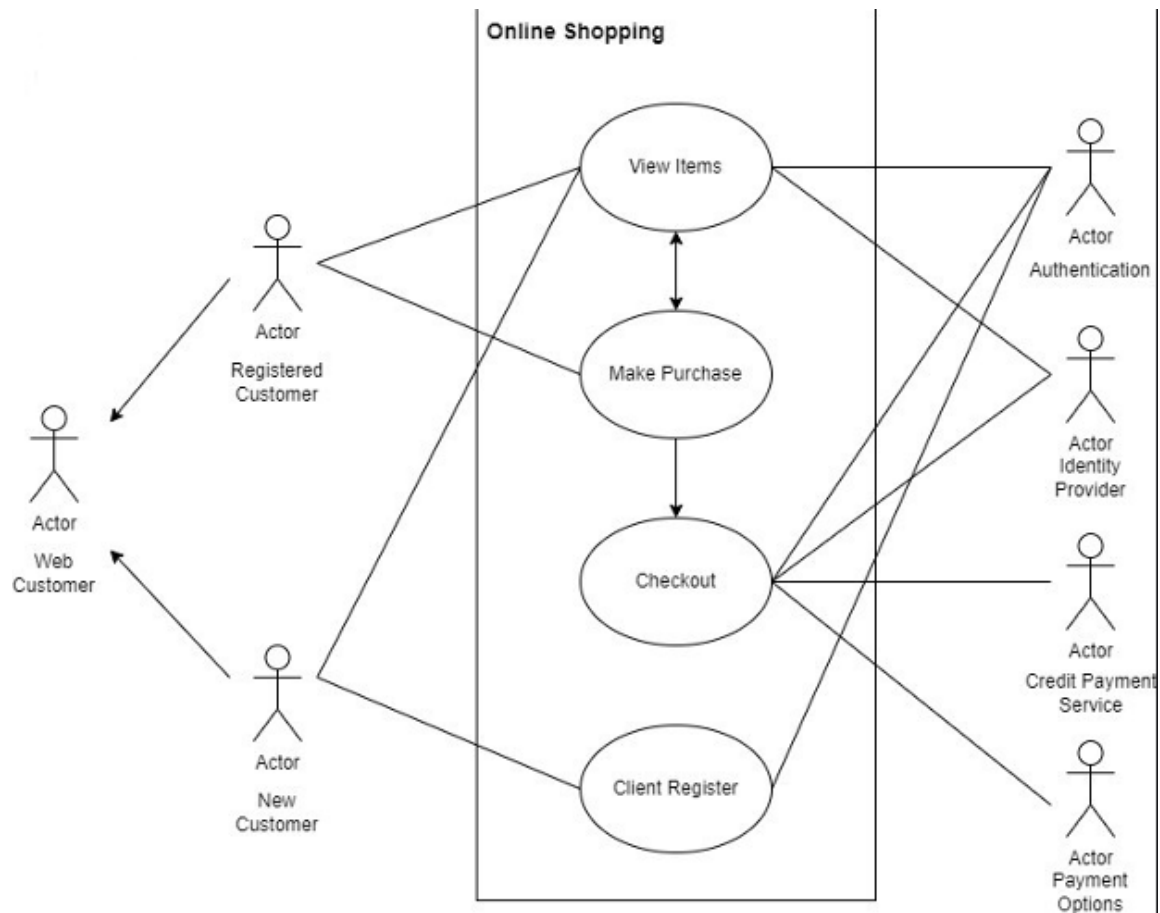 Online Shopping
View Items
Actor
Authentication
Actor
Registered
Customer
Make Purchase
Actor
Identity
Provider
Actor
Web
Customer
Checkout
Actor
Credit Payment
Service
Actor
New
Customer
Client Register
Actor
Payment
Options